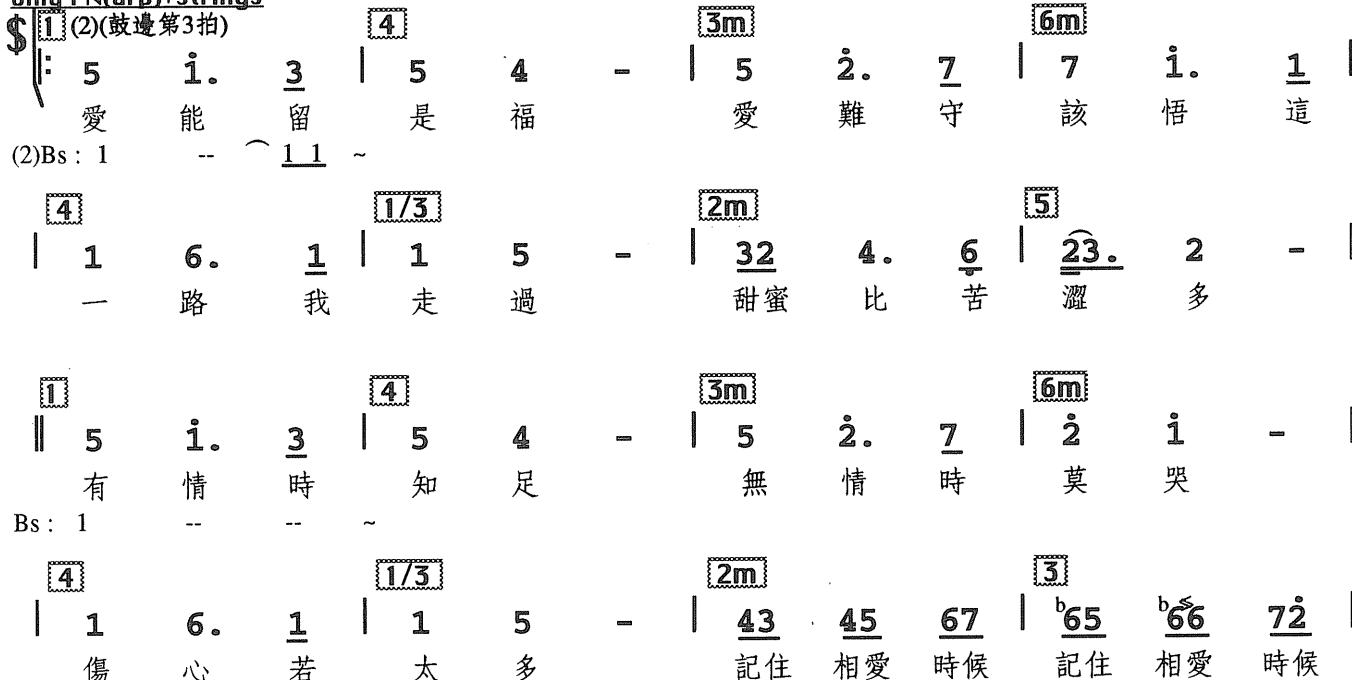 Strings
$ 1 (2)(鼓邊第3拍) 4 3m 6m
‖: 5 i̇. 3 | 5 4 – | 5 2̇. 7 | 7 i̇. 1 |
愛 能 留 是 福 愛 難 守 該 悟 這
(2)Bs : 1 -- ⌒ 1 1 ~
4 1/3 2m 5
| 1 6. 1 | 1 5 – | 32 4. 6̣ | 23. 2 – |
一 路 我 走 過 甜蜜 比 苦 澀 多
1 4 3m 6m
‖ 5 i̇. 3 | 5 4 – | 5 2̇. 7 | 2̇ i̇ – |
有 情 時 知 足 無 情 時 莫 哭
Bs : 1 -- -- ~
4 1/3 2m 3
| 1 6. 1 | 1 5 – | 43 45 67 | b65 b66 72̇ |
傷 心 若 太 多 記住 相愛 時候 記住 相愛 時候